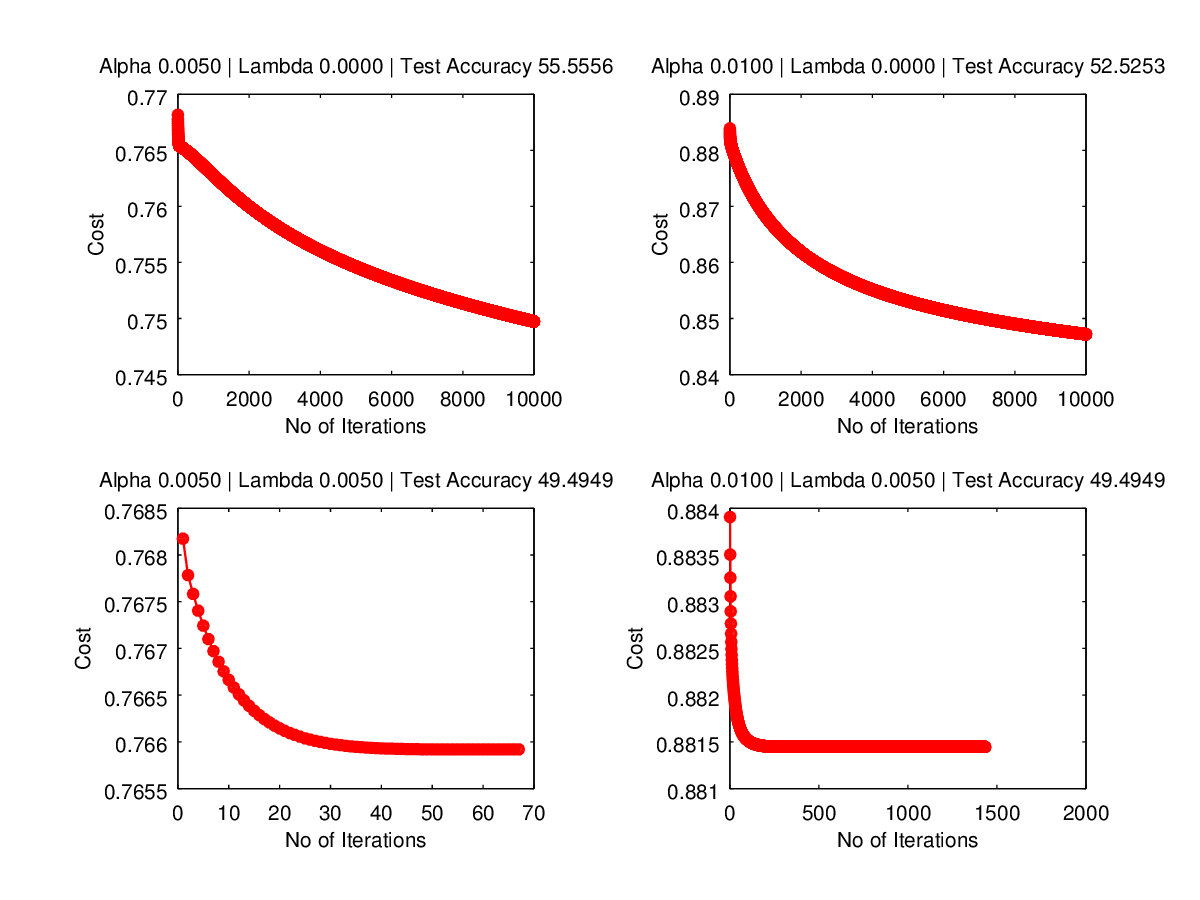 Alpha 0.0050 | Lambda 0.0000 | Test Accuracy 55.5556
0.77
0.765
0.76
0.755
0.75
0.745
Cost
0 2000 4000 6000 8000 10000
No of Iterations
Alpha 0.0100 | Lambda 0.0000 | Test Accuracy 52.5253
0.89
0.88
0.87
0.86
0.85
0.84
Cost
0 2000 4000 6000 8000 10000
No of Iterations
Alpha 0.0050 | Lambda 0.0050 | Test Accuracy 49.4949
0.7685
0.768
0.7675
0.767
0.7665
0.766
0.7655
Cost
0 10 20 30 40 50 60 70
No of Iterations
Alpha 0.0100 | Lambda 0.0050 | Test Accuracy 49.4949
0.884
0.8835
0.883
0.8825
0.882
0.8815
0.881
Cost
0 500 1000 1500 2000
No of Iterations